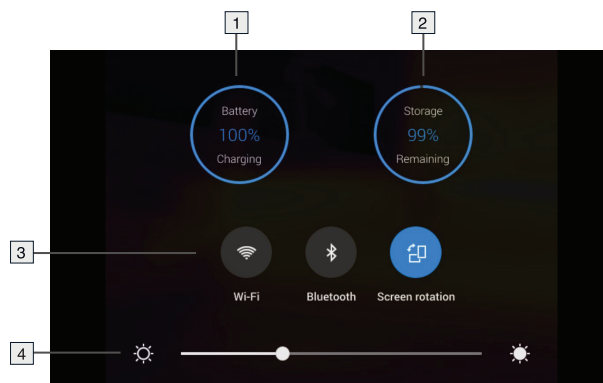 1
2
Battery
100%
Charging
Storage
99%
Remaining
3
Wi-Fi
Bluetooth
Screen rotation
4